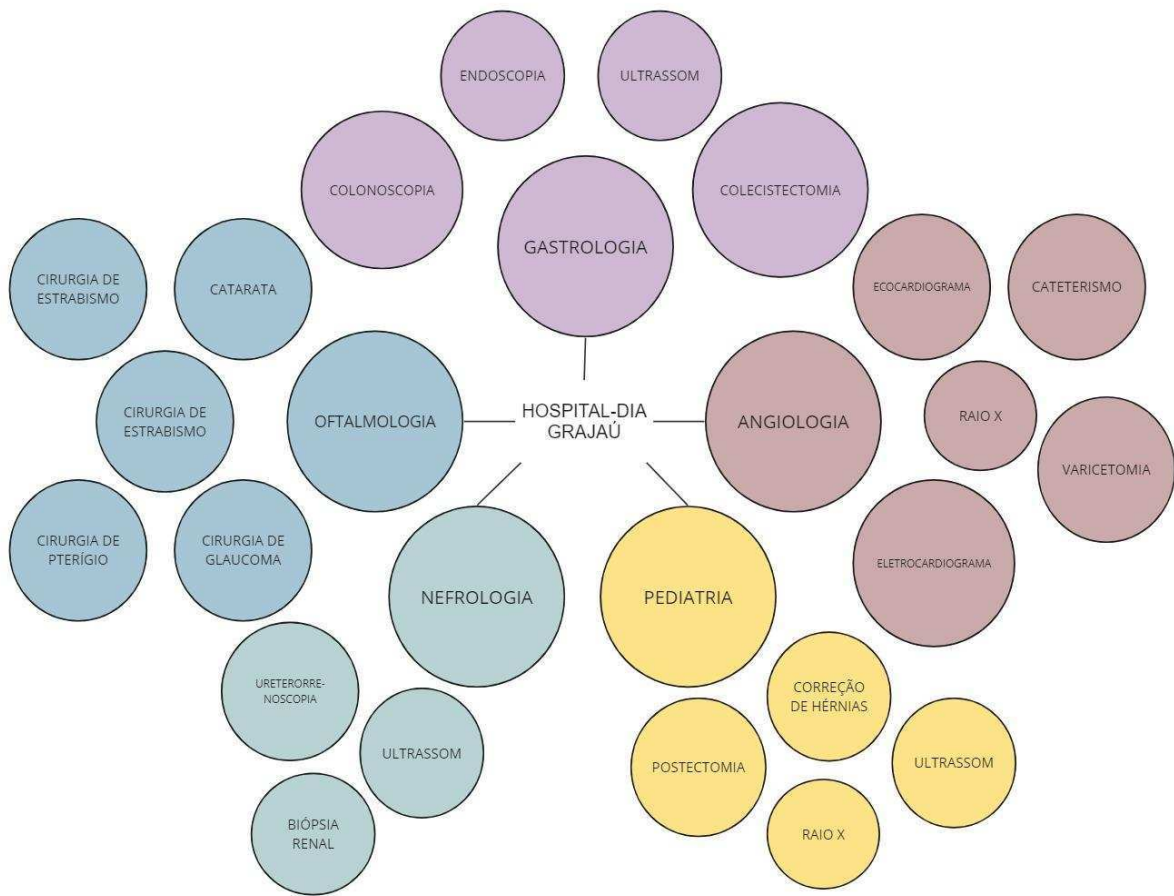 ENDOSCOPIA
ULTRASSOM
COLONOSCOPIA
COLECISTECTOMIA
GASTROLOGIA
CIRURGIA DE
ESTRABISMO
CATARATA
CIRURGIA DE
ESTRABISMO
OFTALMOLOGIA
CIRURGIA DE
PTERÍGIO
CIRURGIA DE
GLAUCOMA
HOSPITAL-DIA
GRAJAÚ
ECOCARDIOGRAMA
CATETERISMO
ANGIOLOGIA
RAIO X
VARICETOMIA
ELETROCARDIOGRAMA
NEFROLOGIA
URETERORRE-
NOSCOPIA
ULTRASSOM
BIÓPSIA
RENAL
PEDIATRIA
CORREÇÃO
DE HÉRNIAS
POSTECTOMIA
ULTRASSOM
RAIO X